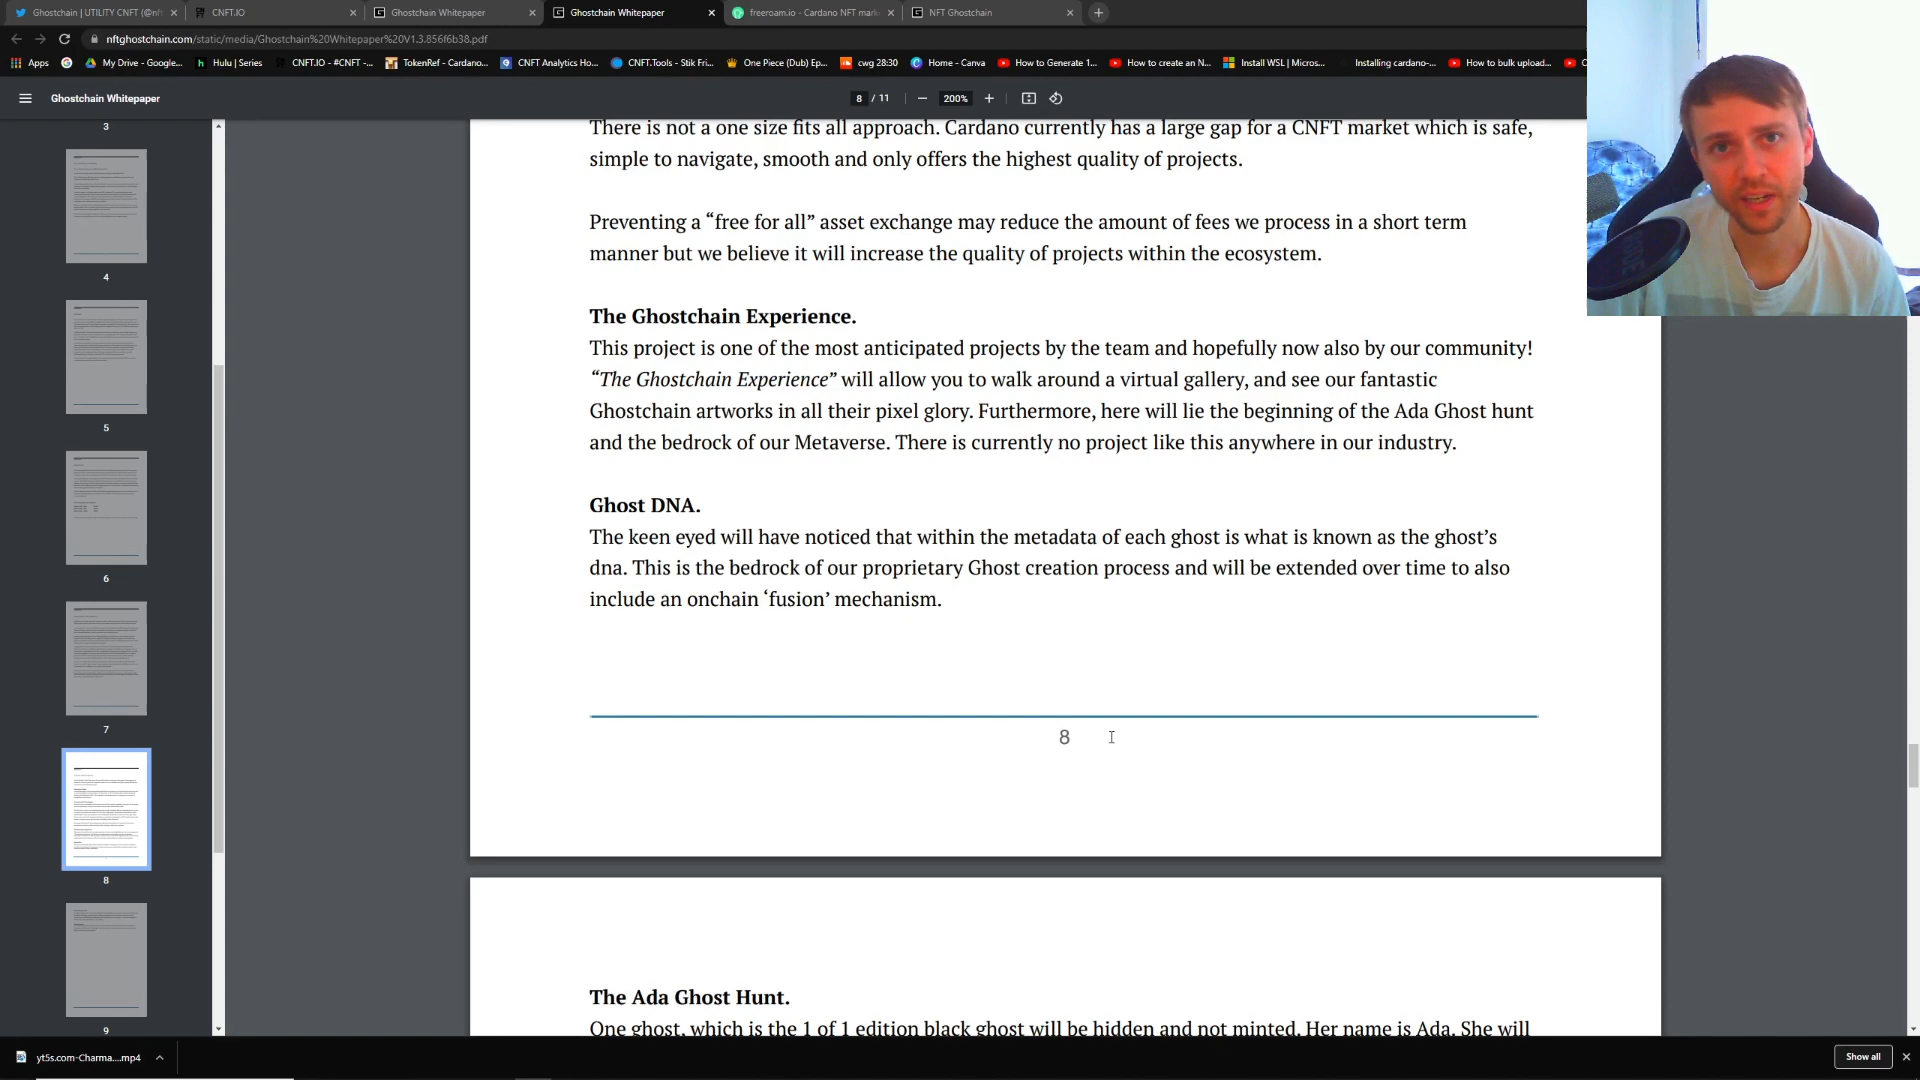 Ghostchain | UTILITY CNFT (@nft
CNFT.IO
Ghostchain Whitepaper
Ghostchain Whitepaper
freeroam.io - Cardano NFT mark
NFT Ghostchain
nftghostchain.com/static/media/Ghostchain%20Whitepaper%20V1.3.856f6b38.pdf
Apps
My Drive - Google...
Hulu | Series
CNFT.IO - #CNFT -...
TokenRef - Cardano...
CNFT Analytics Ho...
CNFT.Tools - Stik Fri...
One Piece (Dub) Ep...
cwg 28:30
Home - Canva
How to Generate 1...
How to create an N...
Install WSL | Micros...
Installing cardano-...
How to bulk upload...
Ghostchain Whitepaper
8 / 11
200%
3
4
5
6
7
8
9
There is not a one size fits all approach. Cardano currently has a large gap for a CNFT market which is safe,
simple to navigate, smooth and only offers the highest quality of projects.
Preventing a “free for all” asset exchange may reduce the amount of fees we process in a short term
manner but we believe it will increase the quality of projects within the ecosystem.
The Ghostchain Experience.
This project is one of the most anticipated projects by the team and hopefully now also by our community!
“The Ghostchain Experience” will allow you to walk around a virtual gallery, and see our fantastic
Ghostchain artworks in all their pixel glory. Furthermore, here will lie the beginning of the Ada Ghost hunt
and the bedrock of our Metaverse. There is currently no project like this anywhere in our industry.
Ghost DNA.
The keen eyed will have noticed that within the metadata of each ghost is what is known as the ghost’s
dna. This is the bedrock of our proprietary Ghost creation process and will be extended over time to also
include an onchain ‘fusion’ mechanism.
8
The Ada Ghost Hunt.
One ghost, which is the 1 of 1 edition black ghost will be hidden and not minted. Her name is Ada. She will
yt5s.com-Charma....mp4
Show all